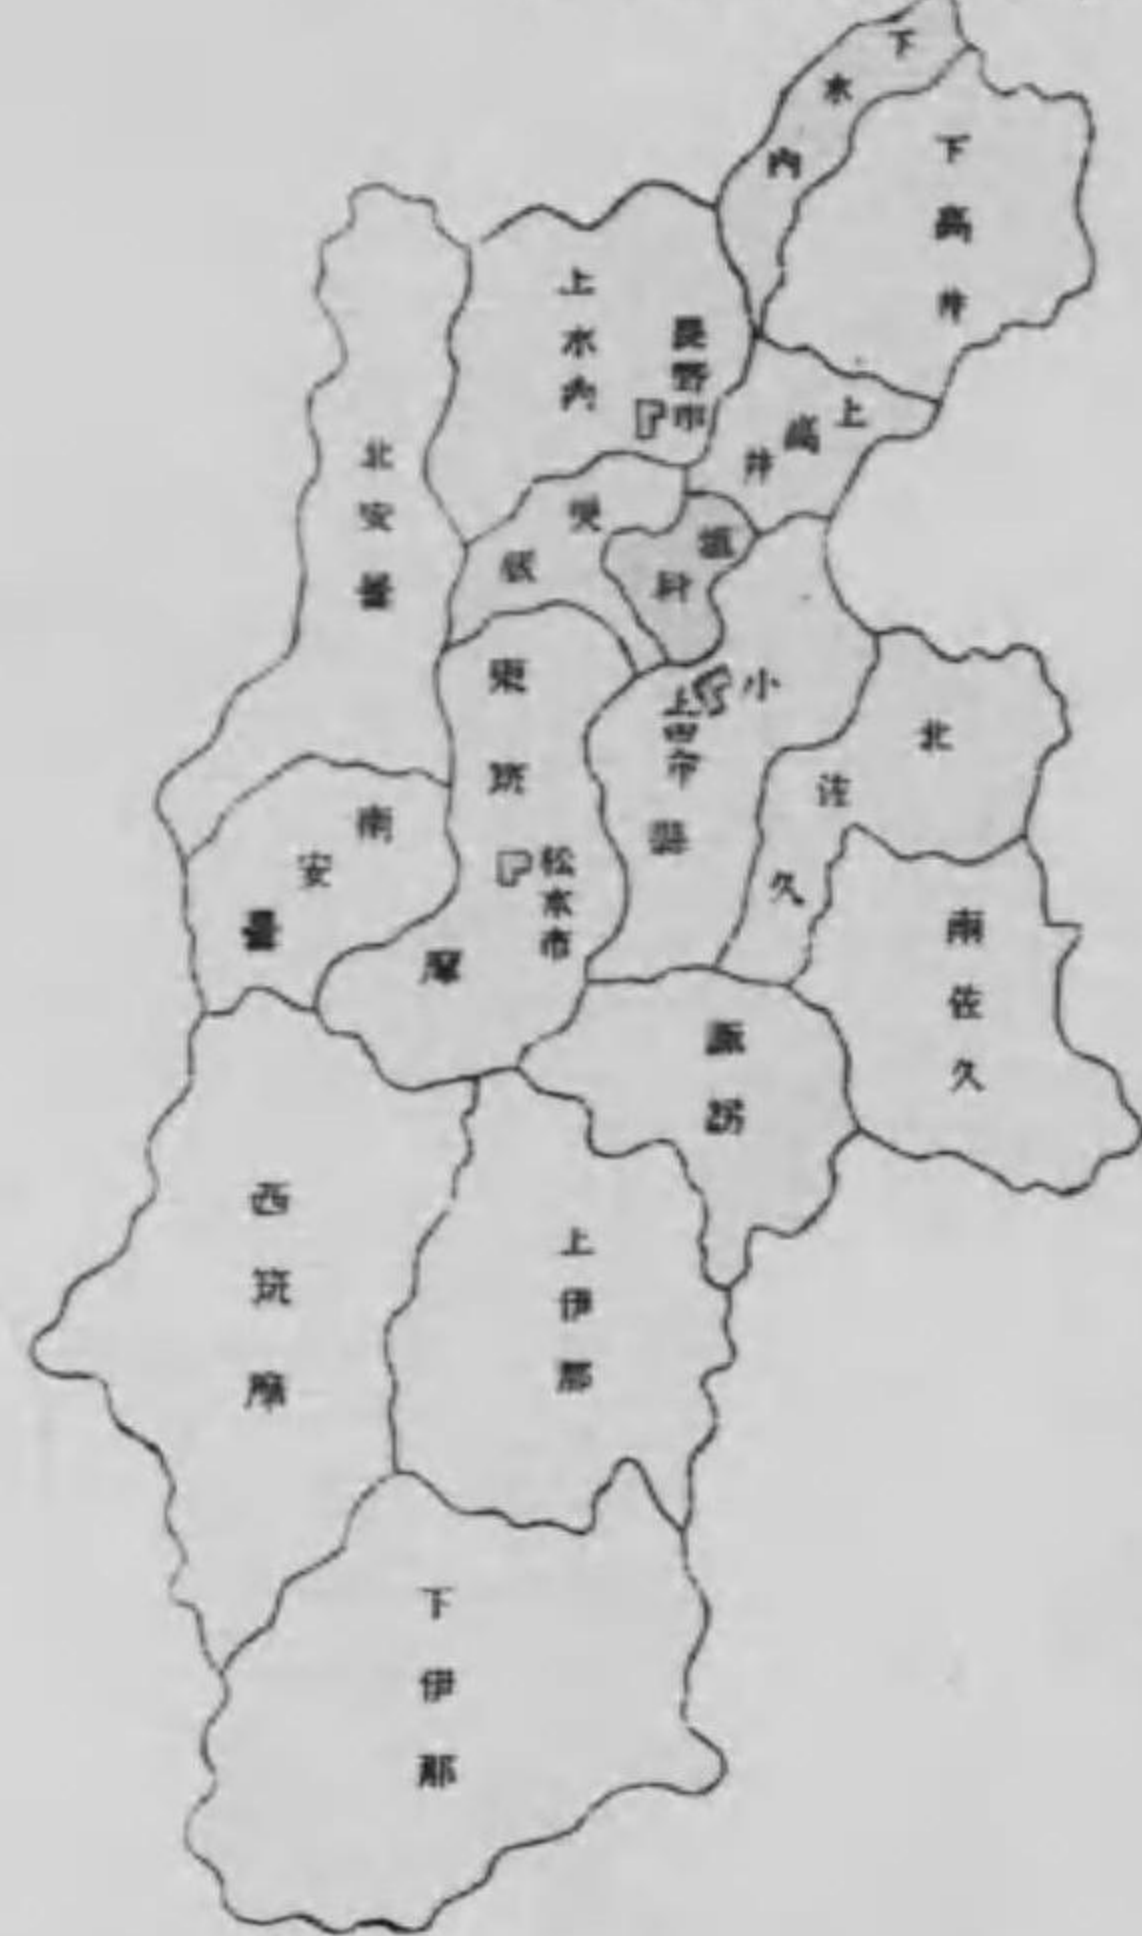 下水内
下高井
上水内
長野市
上高井
北安曇
更級
埴科
東筑摩
松本市
小縣
上田市
北佐久
南安曇
南佐久
諏訪
西筑摩
上伊那
下伊那